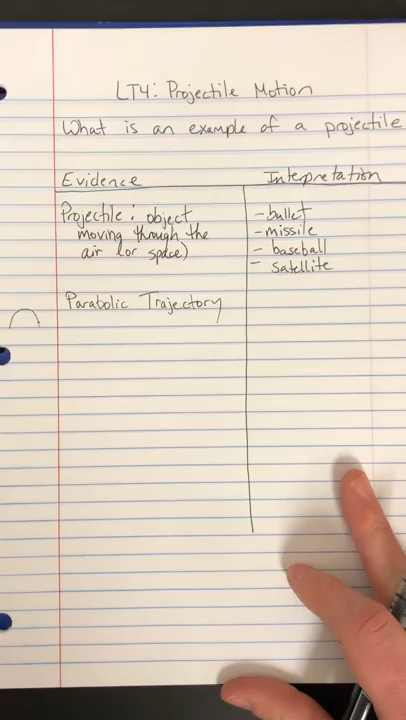 LT4: Projectile Motion
What is an example of a projectile
Evidence
Interpretation
Projectile: object
moving through the
air (or space)
- bullet
- missile
- baseball
- satellite
Parabolic Trajectory